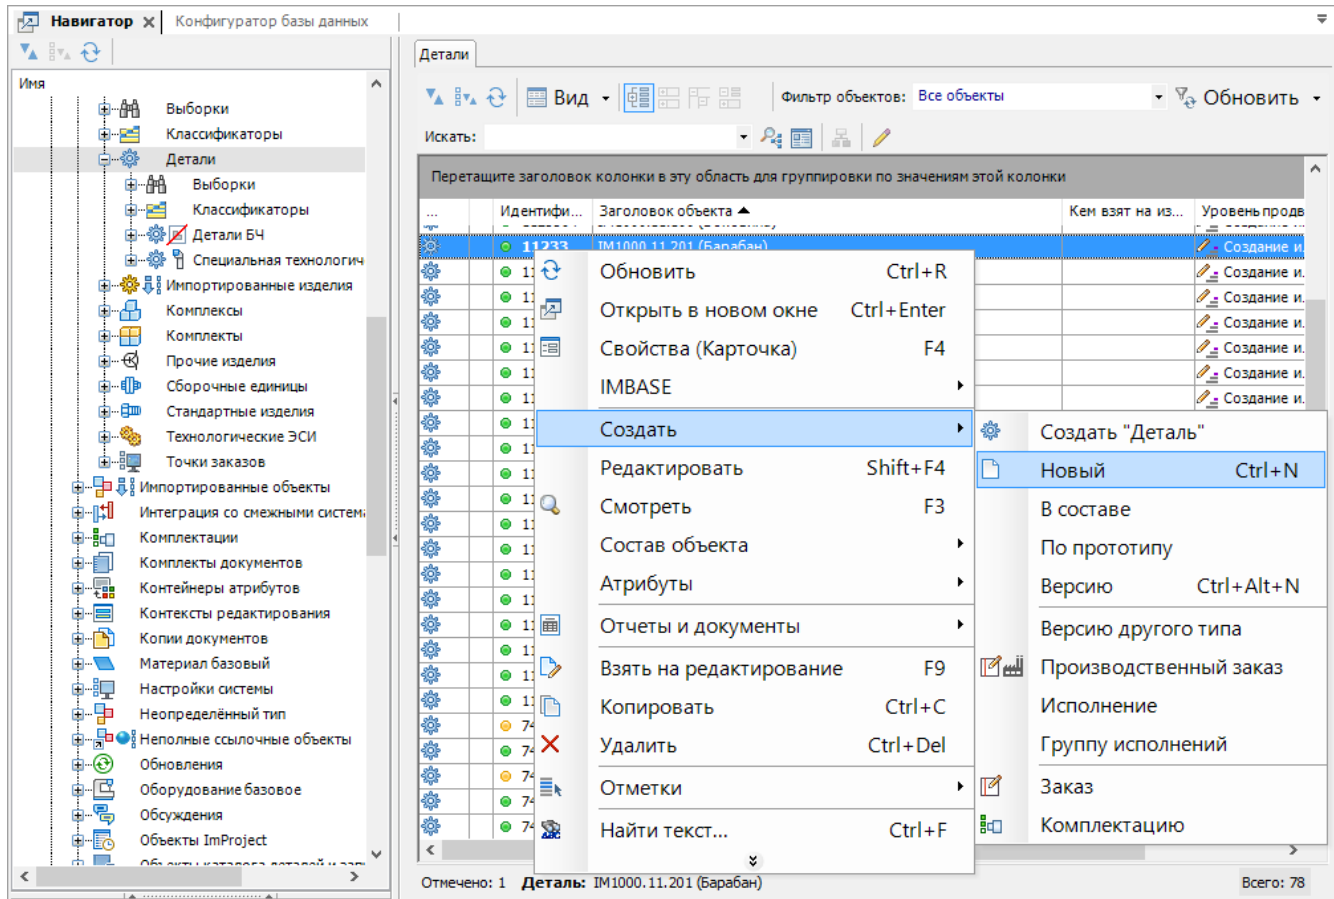 Навигатор
Конфигуратор базы данных
Имя
Выборки
Классификаторы
Детали
Выборки
Классификаторы
Детали БЧ
Специальная технологич
Импортированные изделия
Комплексы
Комплекты
Прочие изделия
Сборочные единицы
Стандартные изделия
Технологические ЭСИ
Точки заказов
Импортированные объекты
Интеграция со смежными систем
Комплектации
Комплекты документов
Контейнеры атрибутов
Контексты редактирования
Копии документов
Материал базовый
Настройки системы
Неопределённый тип
Неполные ссылочные объекты
Обновления
Оборудование базовое
Обсуждения
Объекты ImProject
Детали
Вид
Фильтр объектов: Все объекты
Обновить
Искать:
Перетащите заголовок колонки в эту область для группировки по значениям этой колонки
... Идентифи... Заголовок объекта Кем взят на из... Уровень продв
11233 IM1000.11.201 (Барабан) Создание и.
Создание и.
Создание и.
Создание и.
Создание и.
Создание и.
Создание и.
Обновить Ctrl+R
Открыть в новом окне Ctrl+Enter
Свойства (Карточка) F4
IMBASE
Создать
Редактировать Shift+F4
Смотреть F3
Состав объекта
Атрибуты
Отчеты и документы
Взять на редактирование F9
Копировать Ctrl+C
Удалить Ctrl+Del
Отметки
Найти текст... Ctrl+F
Создать "Деталь"
Новый Ctrl+N
В составе
По прототипу
Версию Ctrl+Alt+N
Версию другого типа
Производственный заказ
Исполнение
Группу исполнений
Заказ
Комплектацию
Отмечено: 1 Деталь: IM1000.11.201 (Барабан)
Всего: 78